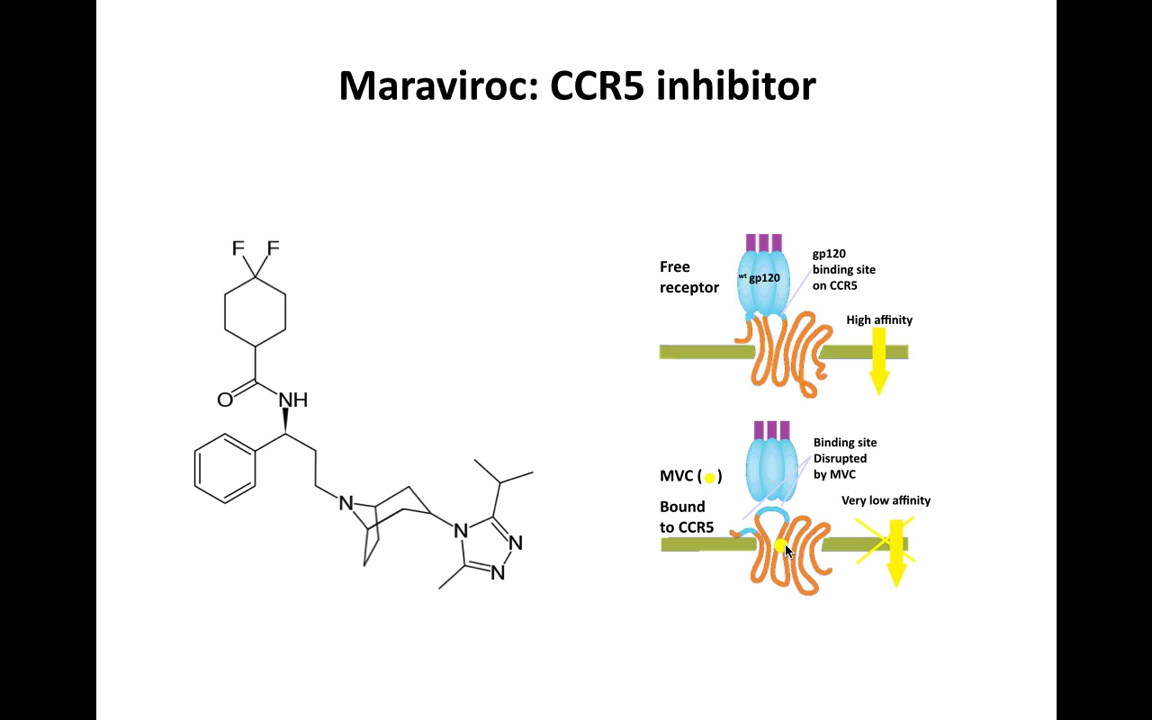 Maraviroc: CCR5 inhibitor
F F
O
NH
N
N
N
N
Free
receptor
wt gp120
gp120
binding site
on CCR5
High affinity
MVC ( )
Bound
to CCR5
Binding site
Disrupted
by MVC
Very low affinity